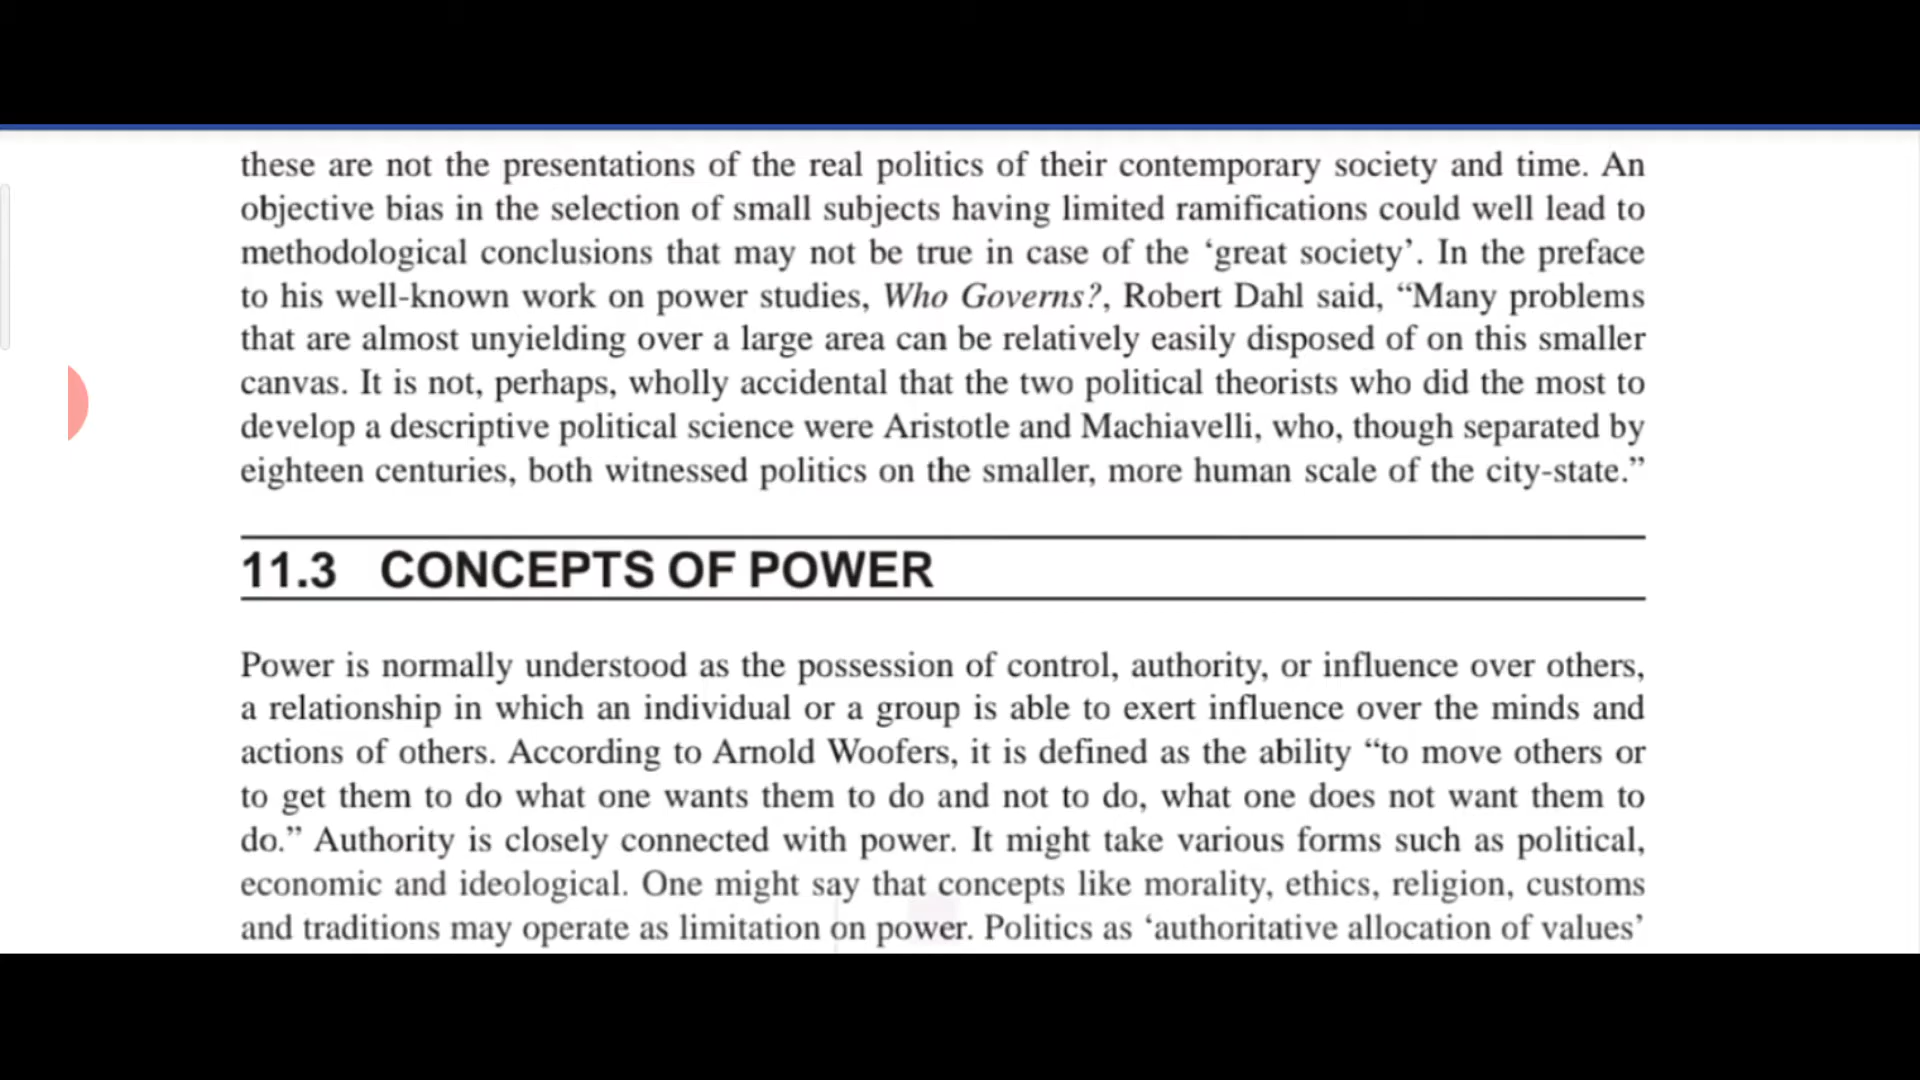 these are not the presentations of the real politics of their contemporary society and time. An
objective bias in the selection of small subjects having limited ramifications could well lead to
methodological conclusions that may not be true in case of the ‘great society’. In the preface
to his well-known work on power studies, Who Governs?, Robert Dahl said, “Many problems
that are almost unyielding over a large area can be relatively easily disposed of on this smaller
canvas. It is not, perhaps, wholly accidental that the two political theorists who did the most to
develop a descriptive political science were Aristotle and Machiavelli, who, though separated by
eighteen centuries, both witnessed politics on the smaller, more human scale of the city-state.”
11.3 CONCEPTS OF POWER
Power is normally understood as the possession of control, authority, or influence over others,
a relationship in which an individual or a group is able to exert influence over the minds and
actions of others. According to Arnold Woofers, it is defined as the ability “to move others or
to get them to do what one wants them to do and not to do, what one does not want them to
do.” Authority is closely connected with power. It might take various forms such as political,
economic and ideological. One might say that concepts like morality, ethics, religion, customs
and traditions may operate as limitation on power. Politics as ‘authoritative allocation of values’